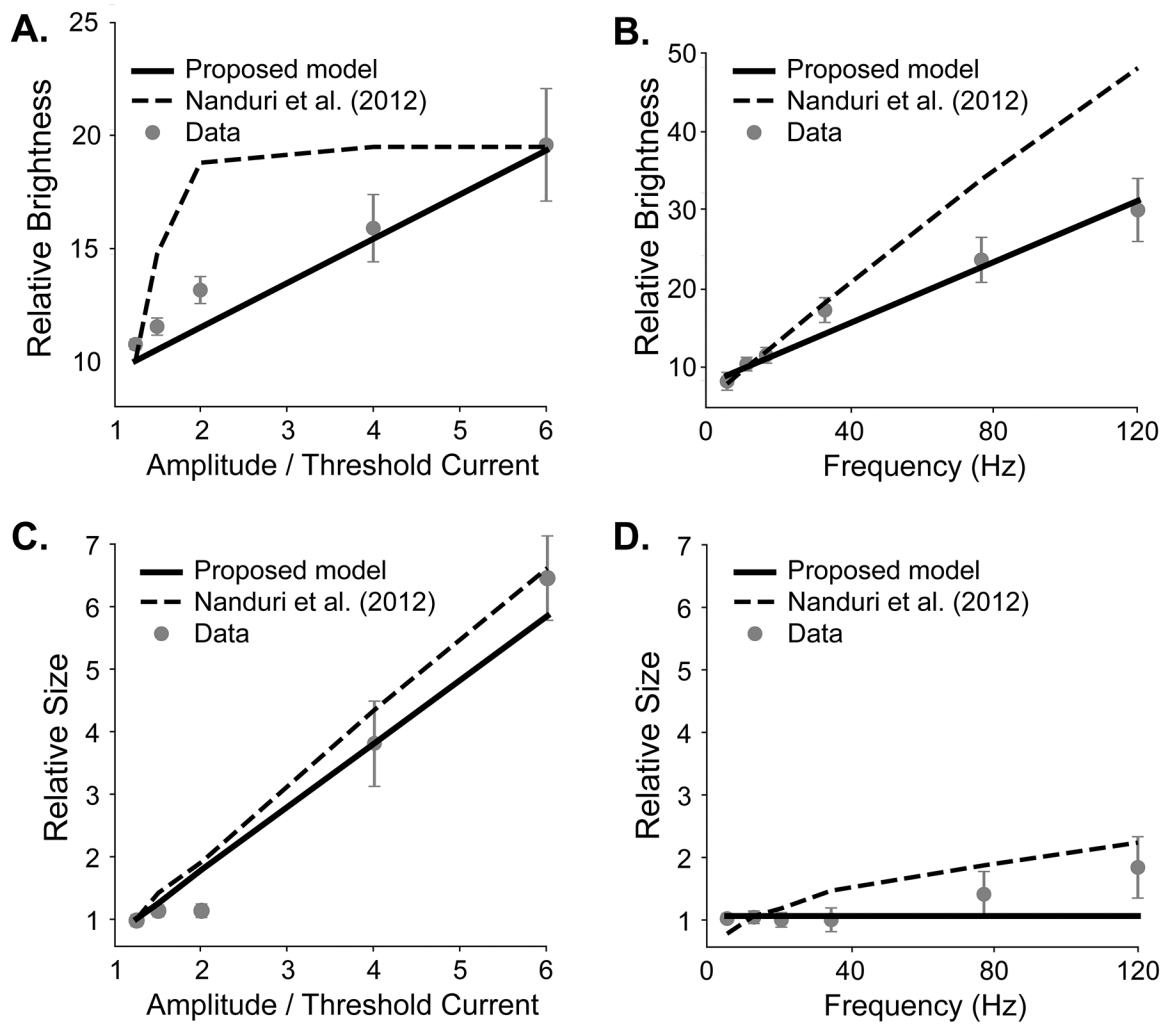 A.
25
20
15
10
Relative Brightness
Proposed model
Nanduri et al. (2012)
Data
1 2 3 4 5 6
Amplitude / Threshold Current
B.
50
40
30
20
10
Relative Brightness
Proposed model
Nanduri et al. (2012)
Data
0 40 80 120
Frequency (Hz)
C.
7
6
5
4
3
2
1
Relative Size
Proposed model
Nanduri et al. (2012)
Data
1 2 3 4 5 6
Amplitude / Threshold Current
D.
7
6
5
4
3
2
1
Relative Size
Proposed model
Nanduri et al. (2012)
Data
0 40 80 120
Frequency (Hz)